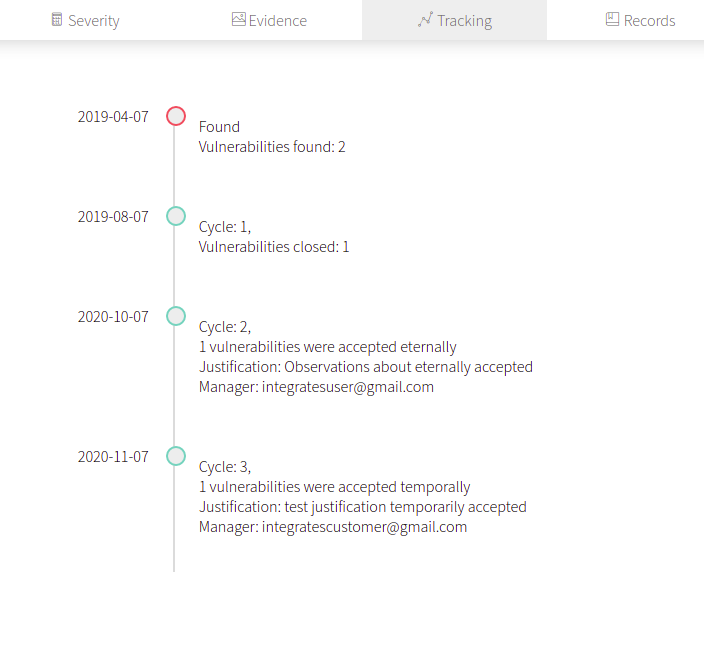 Severity
Evidence
Tracking
Records
2019-04-07
Found
Vulnerabilities found: 2
2019-08-07
Cycle: 1,
Vulnerabilities closed: 1
2020-10-07
Cycle: 2,
1 vulnerabilities were accepted eternally
Justification: Observations about eternally accepted
Manager: integratesuser@gmail.com
2020-11-07
Cycle: 3,
1 vulnerabilities were accepted temporally
Justification: test justification temporarily accepted
Manager: integratescustomer@gmail.com